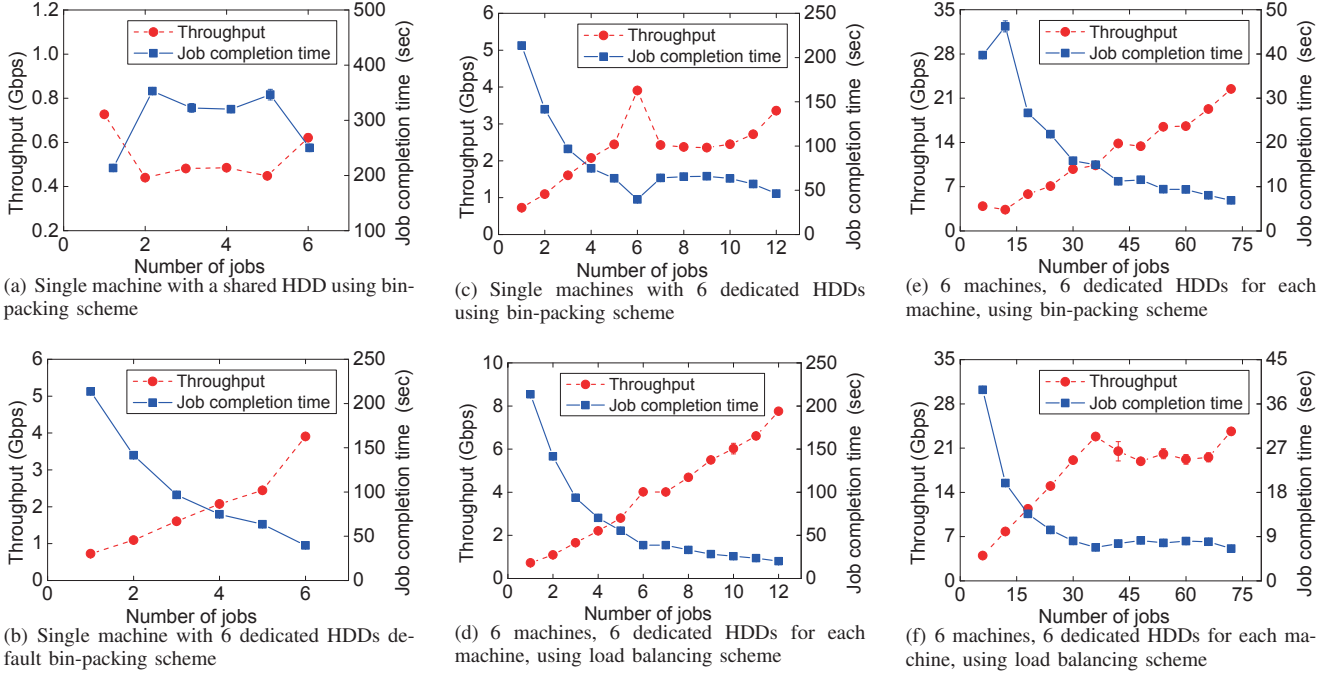 1.2
1.0
0.8
0.6
0.4
0.2
500
400
300
200
100
0 2 4 6
Throughput (Gbps)
Job completion time (sec)
Throughput
Job completion time
Number of jobs
(a) Single machine with a shared HDD using bin-
packing scheme
6
5
4
3
2
1
0
250
200
150
100
50
0
0 2 4 6
Throughput (Gbps)
Job completion time (sec)
Throughput
Job completion time
Number of jobs
(b) Single machine with 6 dedicated HDDs de-
fault bin-packing scheme
6
5
4
3
2
1
0
250
200
150
100
50
0
0 2 4 6 8 10 12
Throughput (Gbps)
Job completion time (sec)
Throughput
Job completion time
Number of jobs
(c) Single machines with 6 dedicated HDDs
using bin-packing scheme
10
8
6
4
2
0
250
200
150
100
50
0
0 2 4 6 8 10 12
Throughput (Gbps)
Job completion time (sec)
Throughput
Job completion time
Number of jobs
(d) 6 machines, 6 dedicated HDDs for each
machine, using load balancing scheme
35
28
21
14
7
0
50
40
30
20
10
0
0 15 30 45 60 75
Throughput (Gbps)
Job completion time (sec)
Throughput
Job completion time
Number of jobs
(e) 6 machines, 6 dedicated HDDs for each
machine, using bin-packing scheme
35
28
21
14
7
0
45
36
27
18
9
0
0 15 30 45 60 75
Throughput (Gbps)
Job completion time (sec)
Throughput
Job completion time
Number of jobs
(f) 6 machines, 6 dedicated HDDs for each ma-
chine, using load balancing scheme